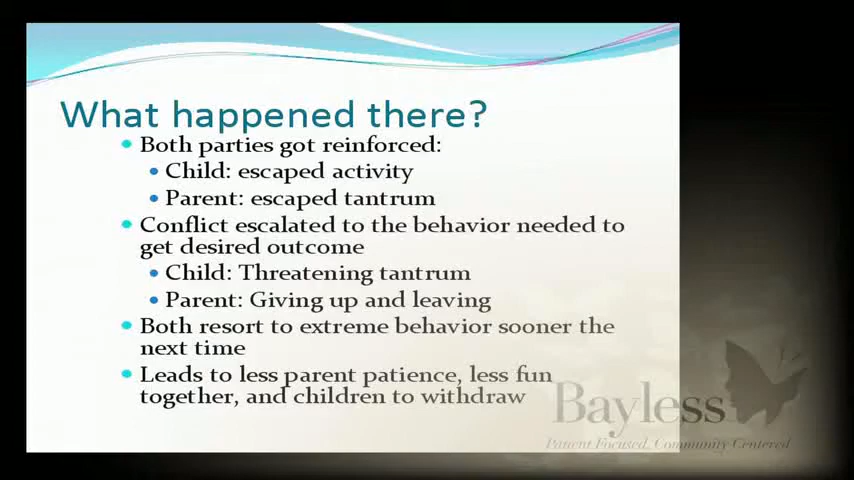 What happened there?
Both parties got reinforced:
Child: escaped activity
Parent: escaped tantrum
Conflict escalated to the behavior needed to
get desired outcome
Child: Threatening tantrum
Parent: Giving up and leaving
Both resort to extreme behavior sooner the
next time
Leads to less parent patience, less fun
together, and children to withdraw
Bayless
Parent Focused, Community Centered